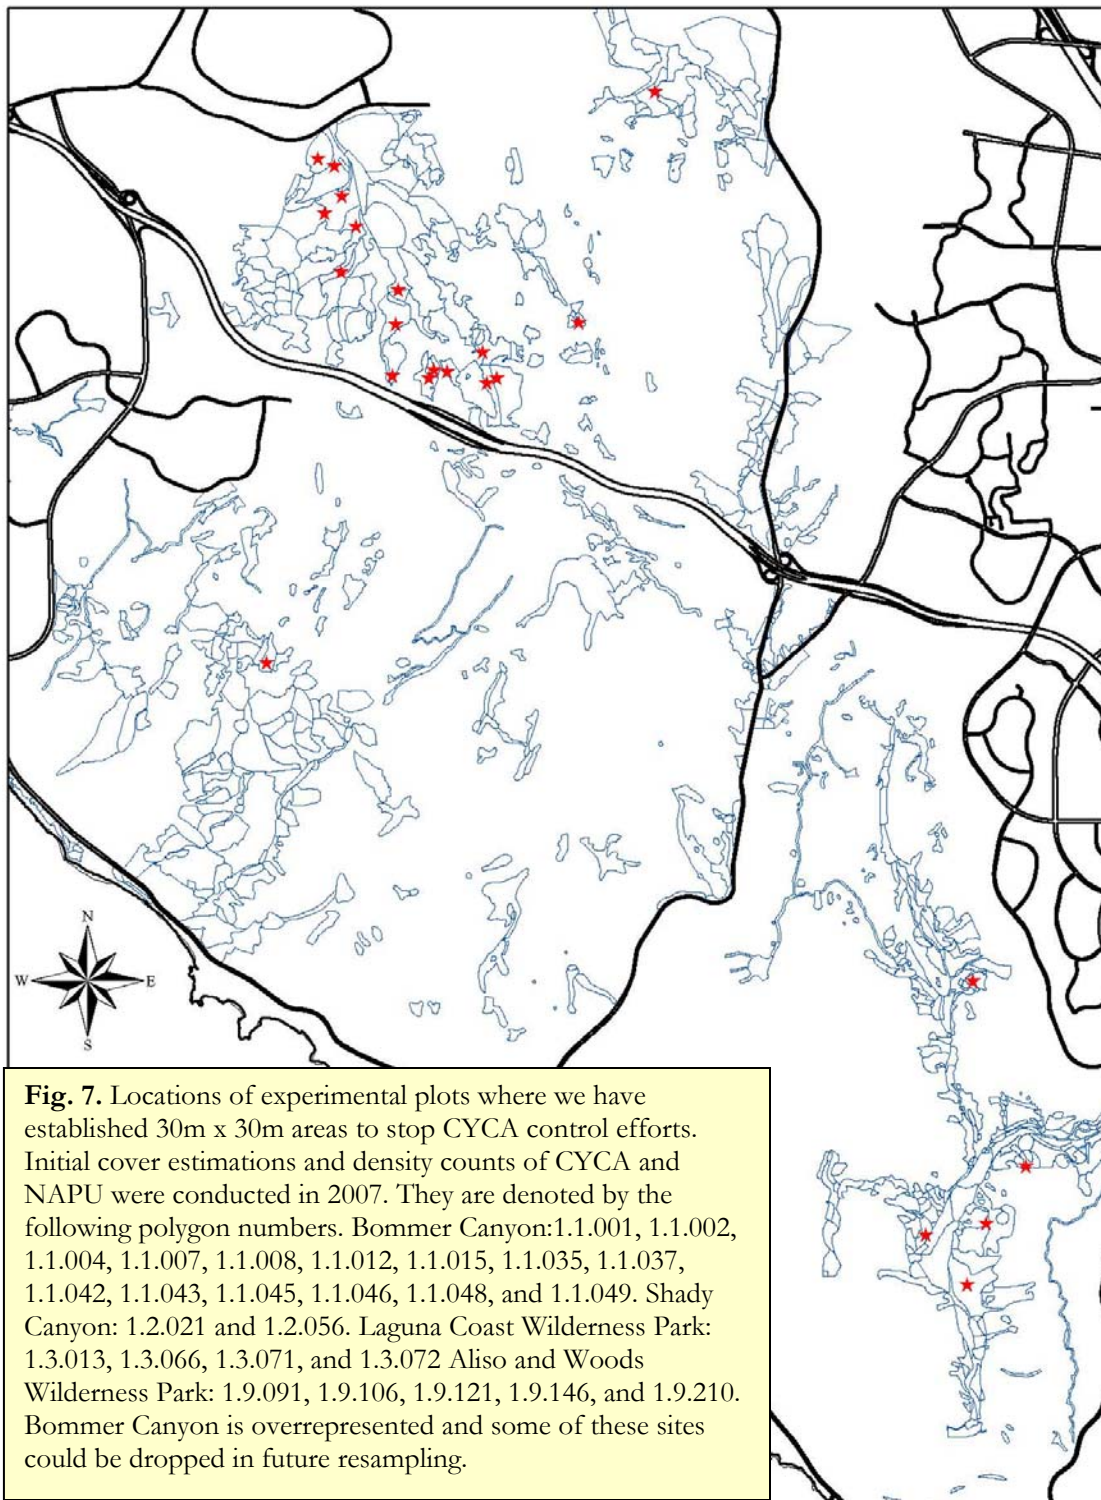 N
W E
S
Fig. 7. Locations of experimental plots where we have
established 30m x 30m areas to stop CYCA control efforts.
Initial cover estimations and density counts of CYCA and
NAPU were conducted in 2007. They are denoted by the
following polygon numbers. Bommer Canyon:1.1.001, 1.1.002,
1.1.004, 1.1.007, 1.1.008, 1.1.012, 1.1.015, 1.1.035, 1.1.037,
1.1.042, 1.1.043, 1.1.045, 1.1.046, 1.1.048, and 1.1.049. Shady
Canyon: 1.2.021 and 1.2.056. Laguna Coast Wilderness Park:
1.3.013, 1.3.066, 1.3.071, and 1.3.072 Aliso and Woods
Wilderness Park: 1.9.091, 1.9.106, 1.9.121, 1.9.146, and 1.9.210.
Bommer Canyon is overrepresented and some of these sites
could be dropped in future resampling.